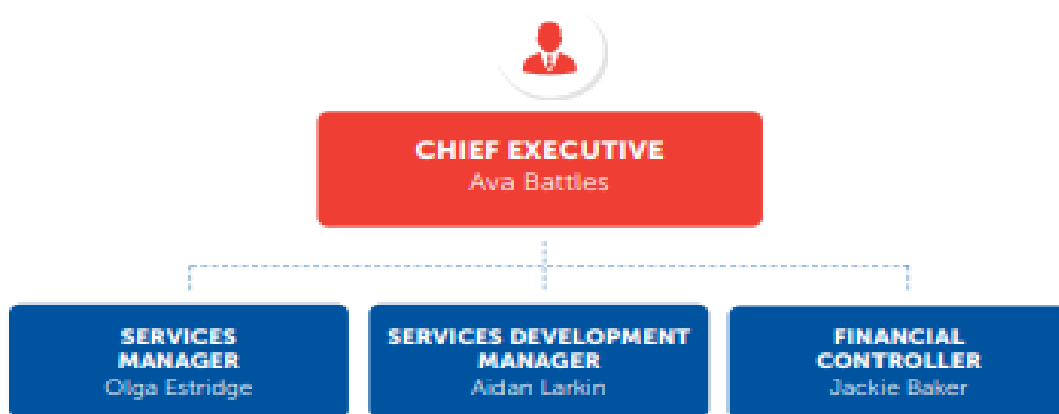 CHIEF EXECUTIVE
Ava Battles
SERVICES
MANAGER
Olga Estridge
SERVICES DEVELOPMENT
MANAGER
Aidan Larkin
FINANCIAL
CONTROLLER
Jackie Baker